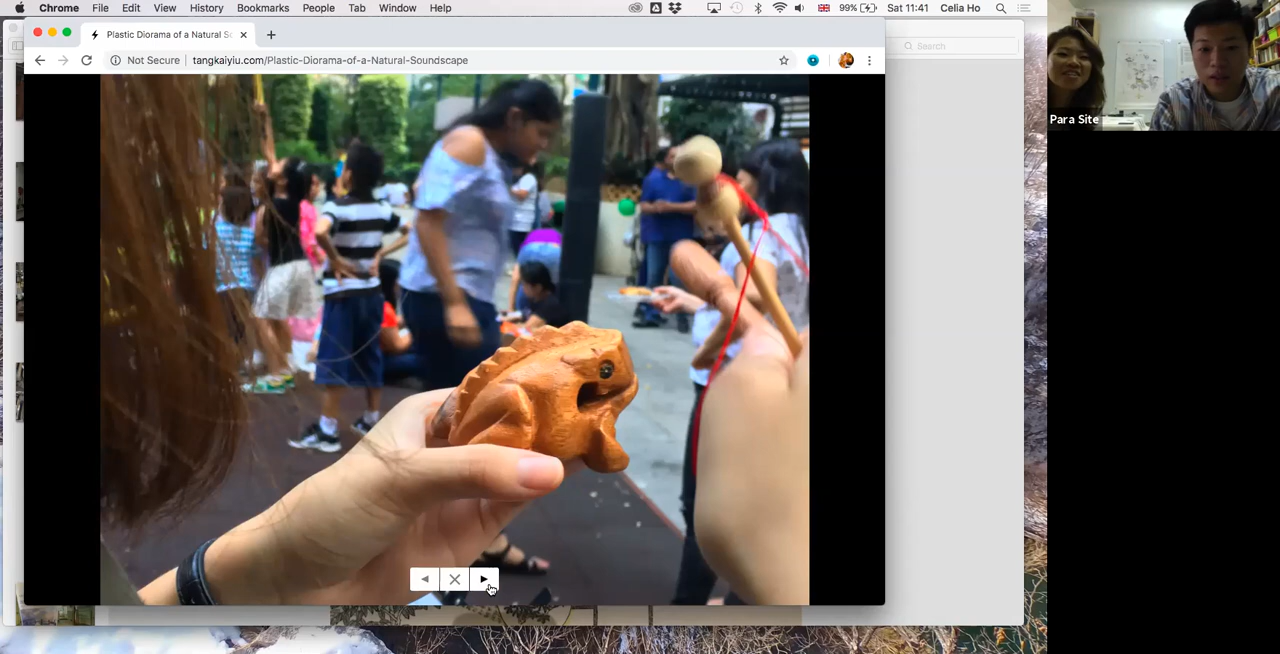 Chrome File Edit View History Bookmarks People Tab Window Help 99% Sat 11:41 Celia Ho
Plastic Diorama of a Natural So
Not Secure tangkaiyiu.com/Plastic-Diorama-of-a-Natural-Soundscape
Search
Para Site